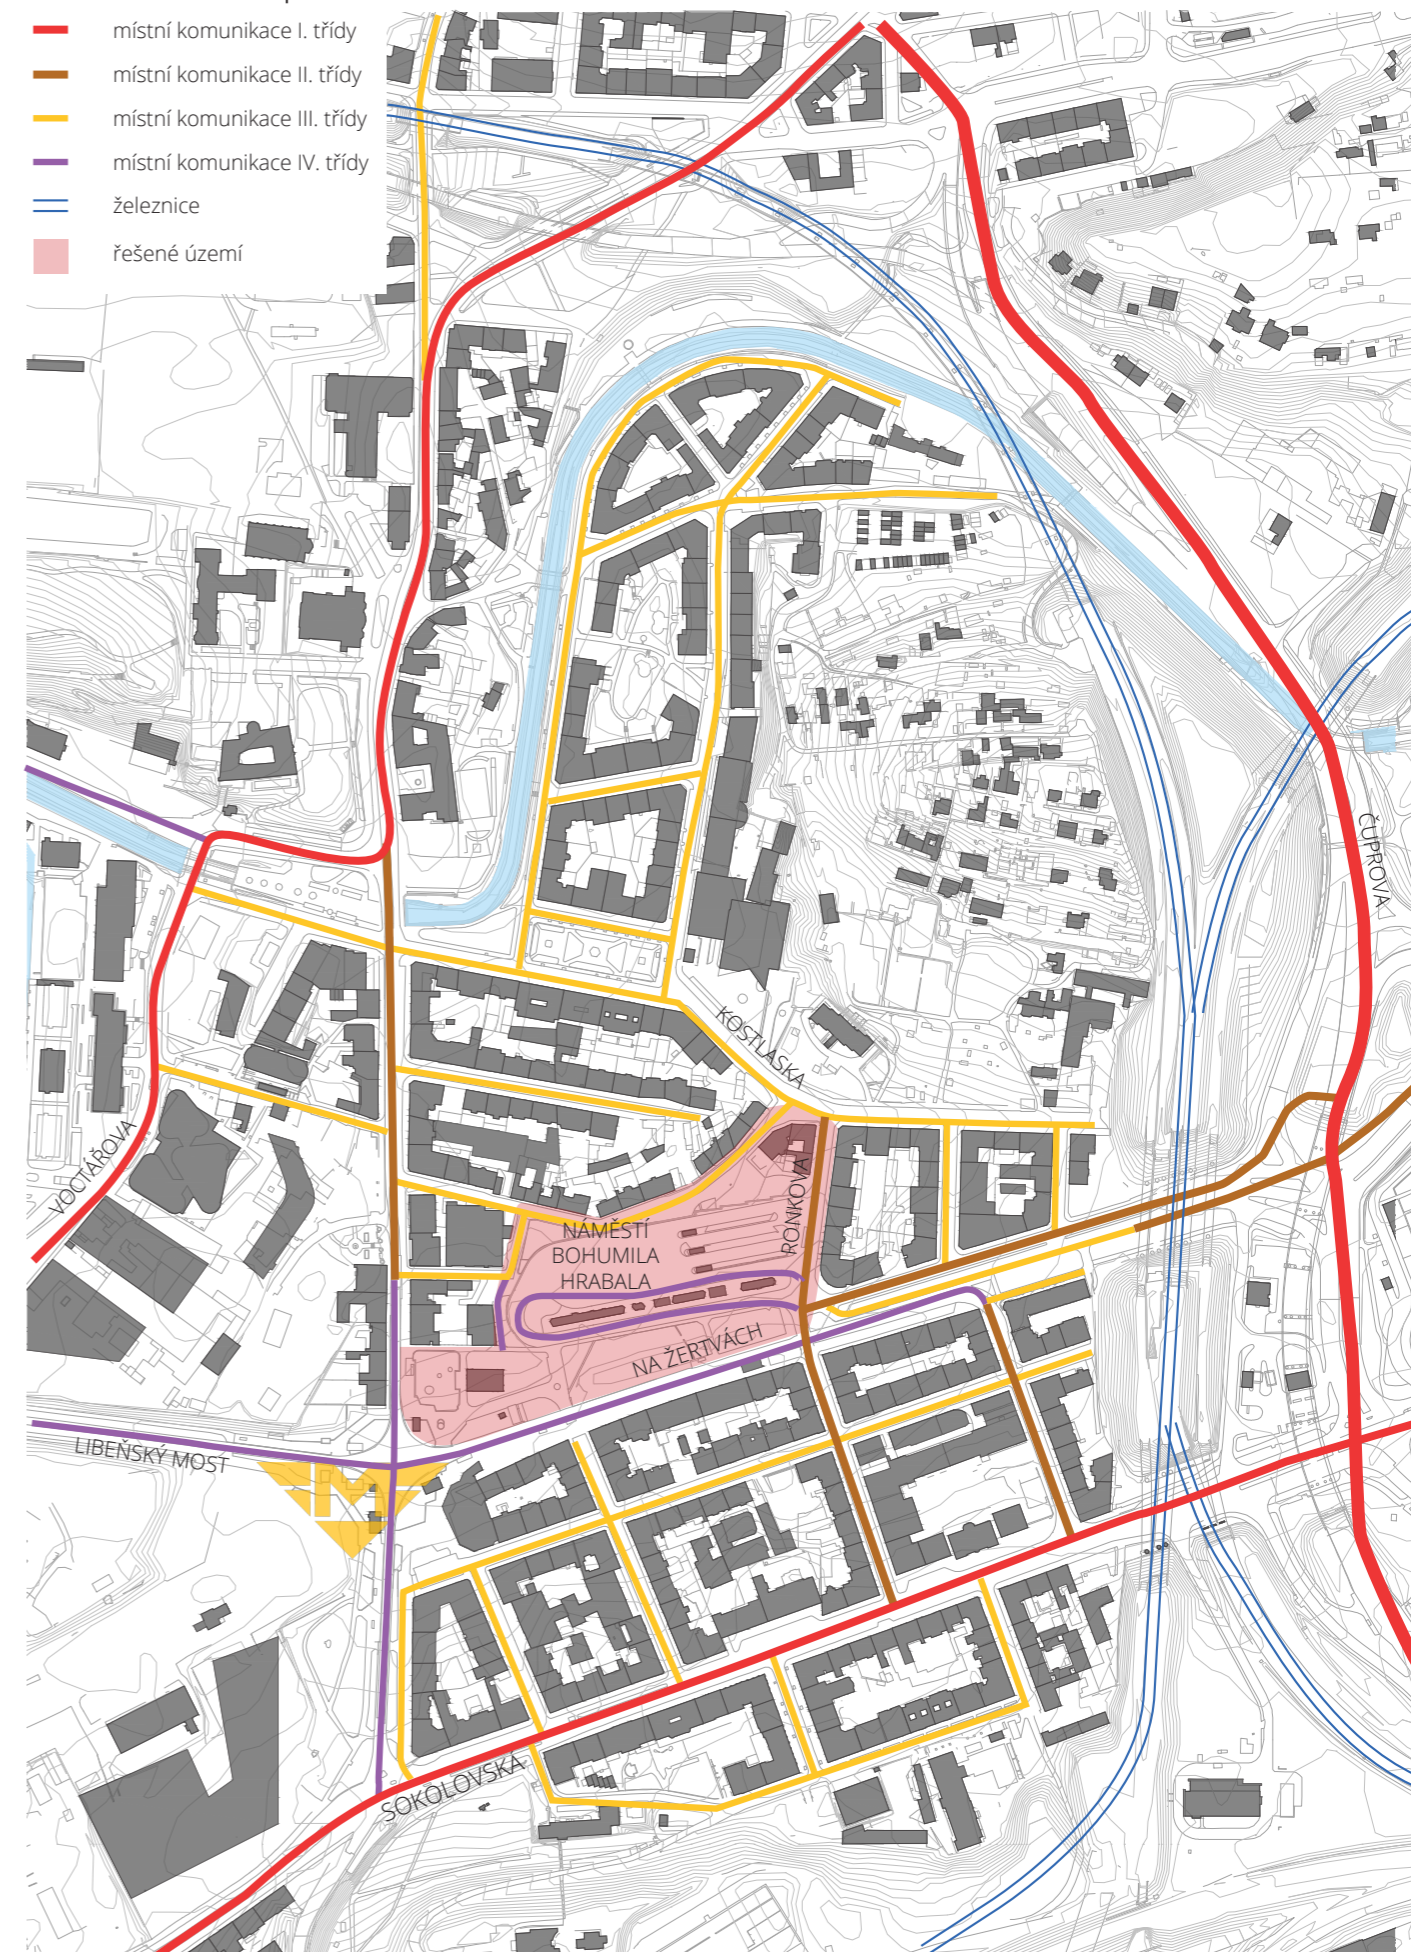 místní komunikace I. třídy
místní komunikace II. třídy
místní komunikace III. třídy
místní komunikace IV. třídy
železnice
řešené území
ČUPROVA
KOSTLASKA
VOCTÁŘOVA
RONKOVA
NÁMĚSTÍ
BOHUMILA
HRABALA
NA ŽERTVÁCH
LIBEŇSKÝ MOST
M
SOKOLOVSKÁ